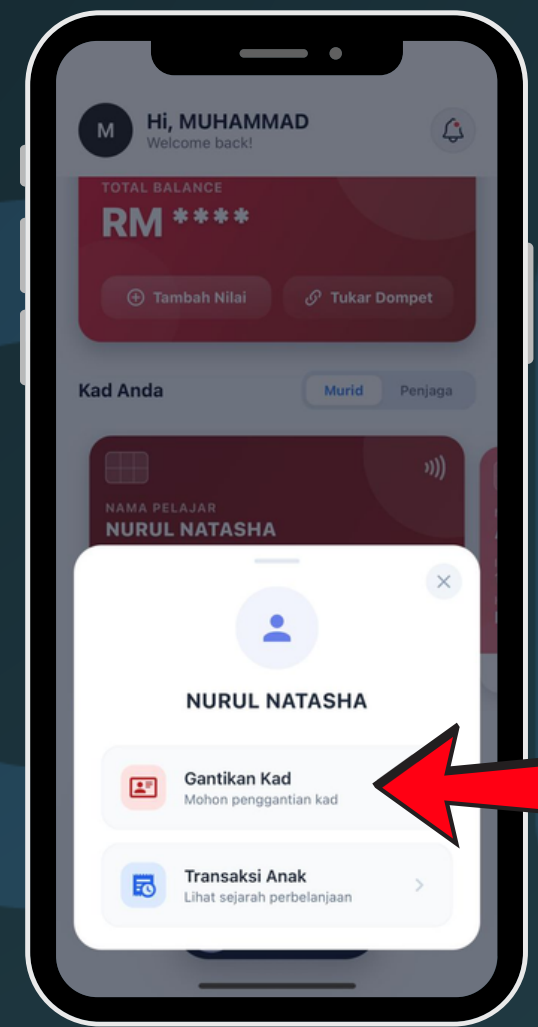 M
Hi, MUHAMMAD
Welcome back!
TOTAL BALANCE
RM ****
Tambah Nilai
Tukar Dompet
Kad Anda
Murid
Penjaga
NAMA PELAJAR
NURUL NATASHA
NURUL NATASHA
Gantikan Kad
Mohon penggantian kad
Transaksi Anak
Lihat sejarah perbelanjaan